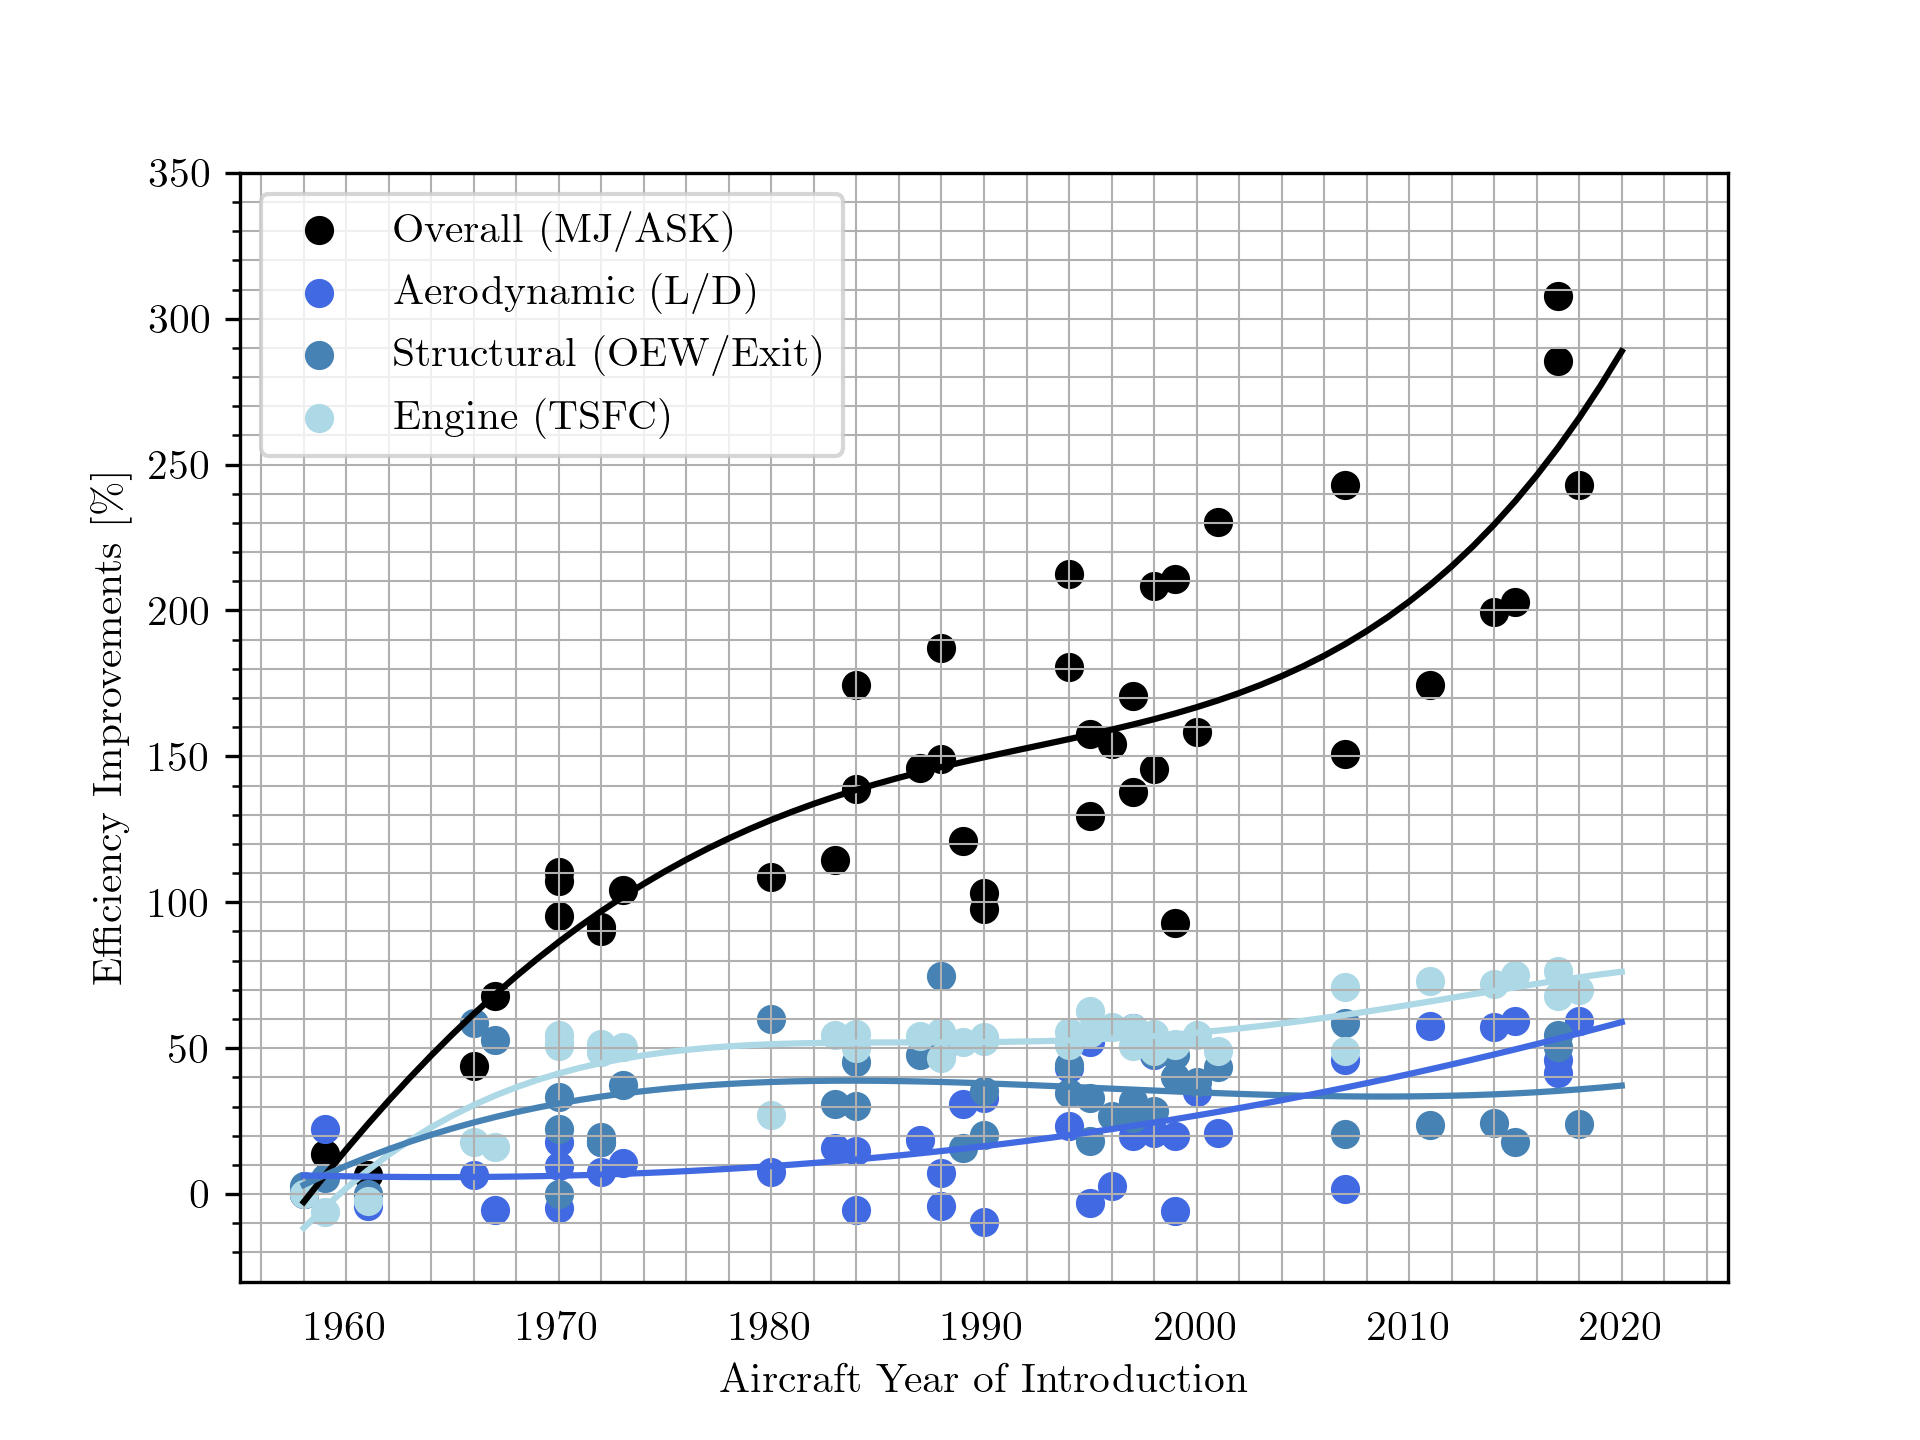 350
300
250
200
150
100
50
0
Efficiency Improvements [%]
Overall (MJ/ASK)
Aerodynamic (L/D)
Structural (OEW/Exit)
Engine (TSFC)
1960 1970 1980 1990 2000 2010 2020
Aircraft Year of Introduction